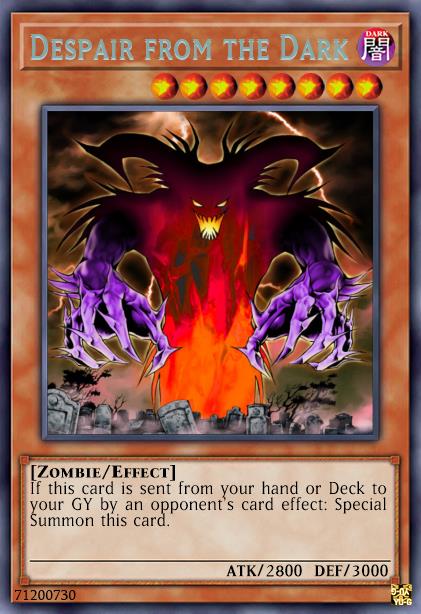 DESPAIR FROM THE DARK
DARK
闇
[ZOMBIE/EFFECT]
If this card is sent from your hand or Deck to
your GY by an opponent's card effect: Special
Summon this card.
ATK/2800 DEF/3000
71200730